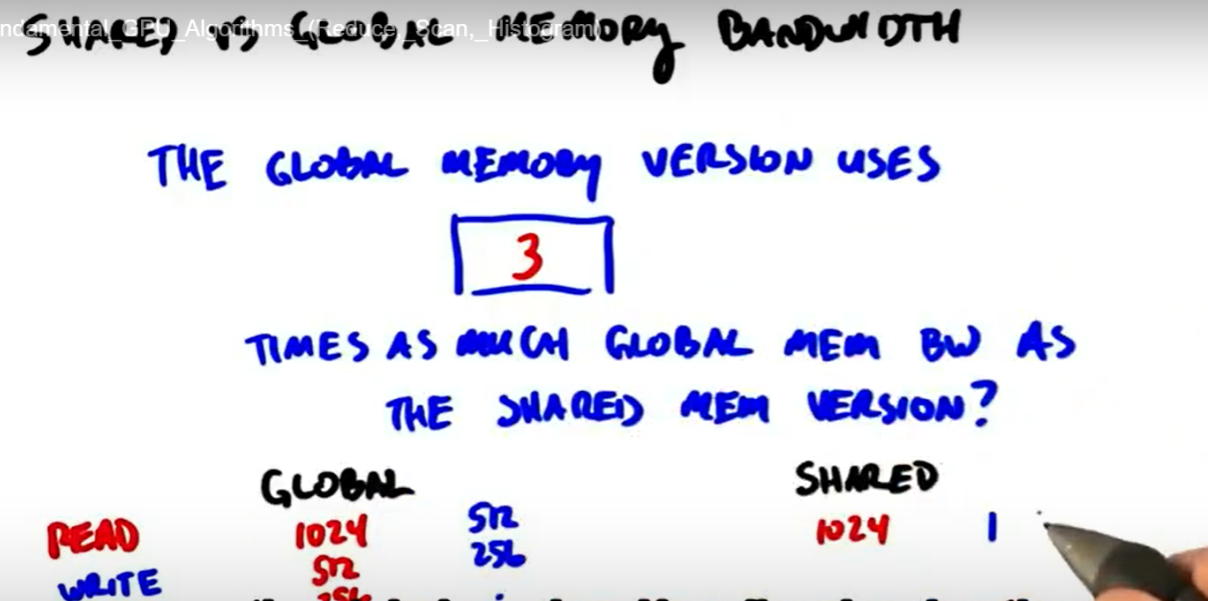 ndamental_GPU_Algorithms_(Reduce,_Scan,_Histogram)
SHARED VS GLOBAL MEMORY BANDWIDTH
THE GLOBAL MEMORY VERSION USES
3
TIMES AS MUCH GLOBAL MEM BW AS
THE SHARED MEM VERSION?
GLOBAL SHARED
READ 1024 512 1024 1
256
WRITE 512
256